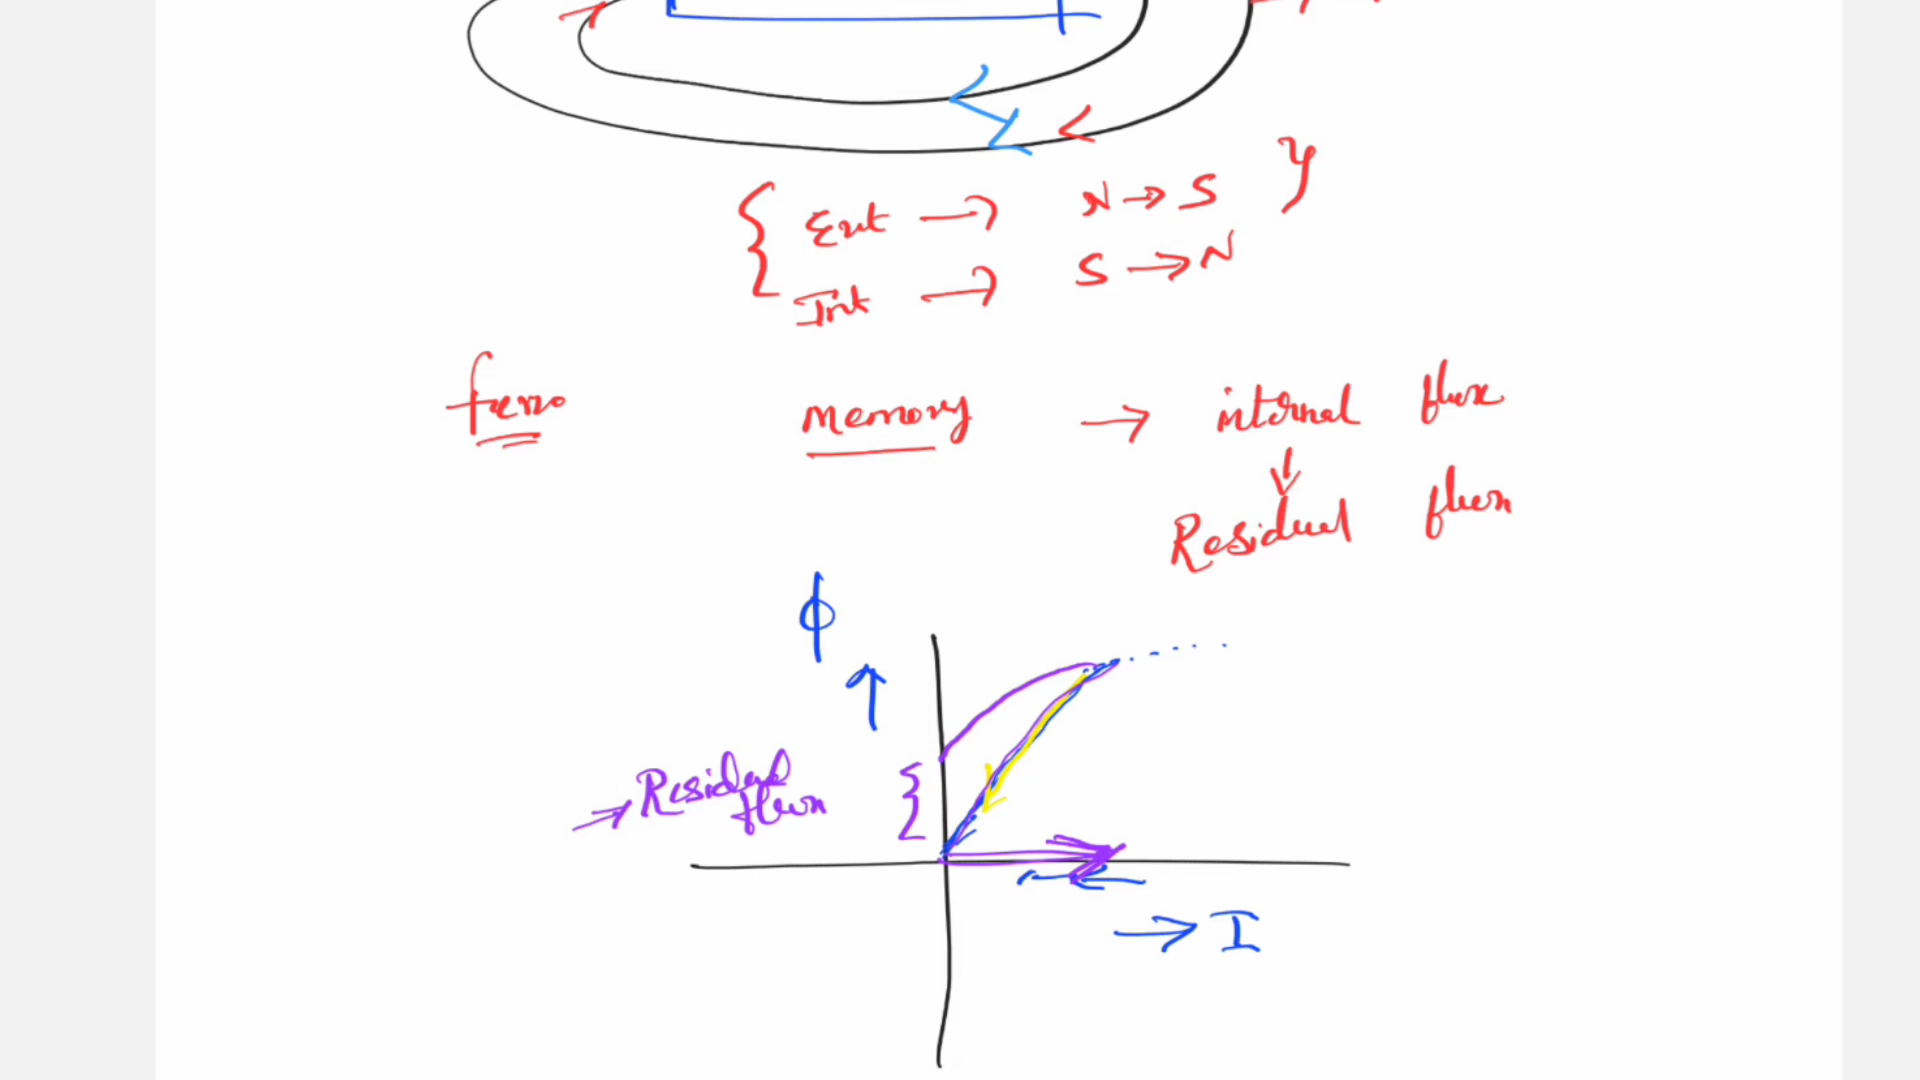 { Ext → N → S }
Int → S → N
ferro memory → internal flux
↓
Residual flux
ϕ
↑
→ Residual
flux {
→ I